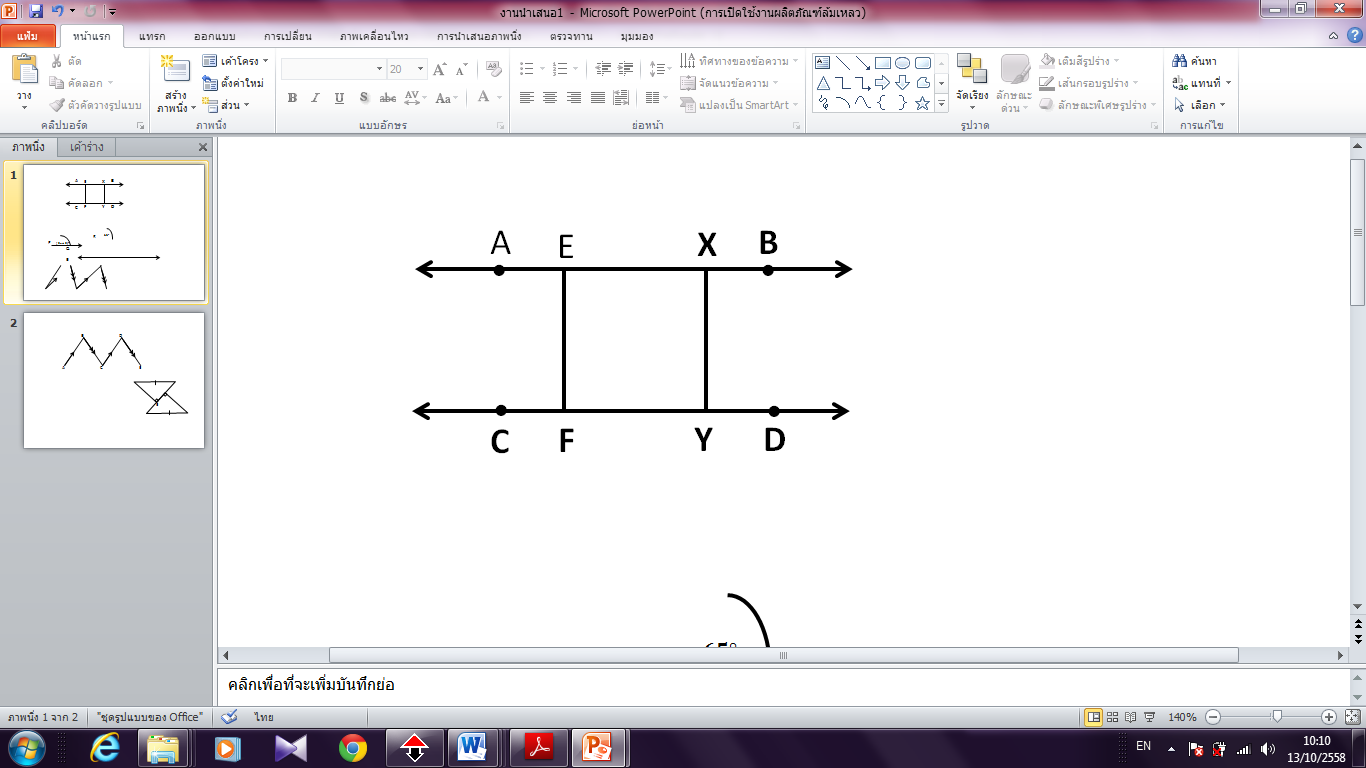 งานนำเสนอ1 - Microsoft PowerPoint (การเปิดใช้งานผลิตภัณฑ์ล้มเหลว)
แฟ้ม หน้าแรก แทรก ออกแบบ การเปลี่ยน ภาพเคลื่อนไหว การนำเสนอภาพนิ่ง ตรวจทาน มุมมอง
วาง
ตัด
คัดลอก
ตัวคัดวางรูปแบบ
คลิปบอร์ด
สร้าง
ภาพนิ่ง
เค้าโครง
ตั้งค่าใหม่
ส่วน
ภาพนิ่ง
20
B I U S abc AV Aa A
แบบอักษร
ทิศทางของข้อความ
จัดแนวข้อความ
แปลงเป็น SmartArt
ย่อหน้า
จัดเรียง
ลักษณะ
ด่วน
เติมสีรูปร่าง
เส้นกรอบรูปร่าง
ลักษณะพิเศษรูปร่าง
รูปวาด
ค้นหา
แทนที่
เลือก
การแก้ไข
ภาพนิ่ง เค้าร่าง
1
2
A E X B
C F Y D
คลิกเพื่อที่จะเพิ่มบันทึกย่อ
ภาพนิ่ง 1 จาก 2 "ชุดรูปแบบของ Office" ไทย 140%
EN 10:10
13/10/2558